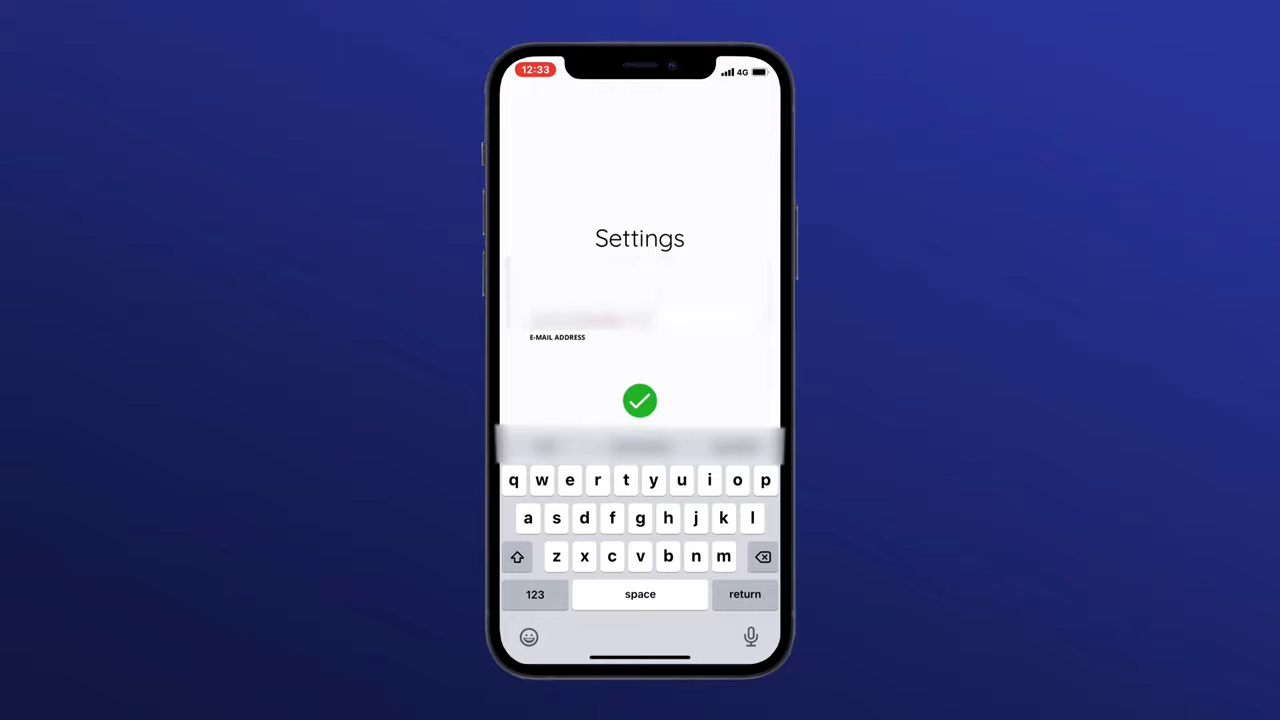 12:33
4G
Settings
E-MAIL ADDRESS
q w e r t y u i o p
a s d f g h j k l
z x c v b n m
123 space return